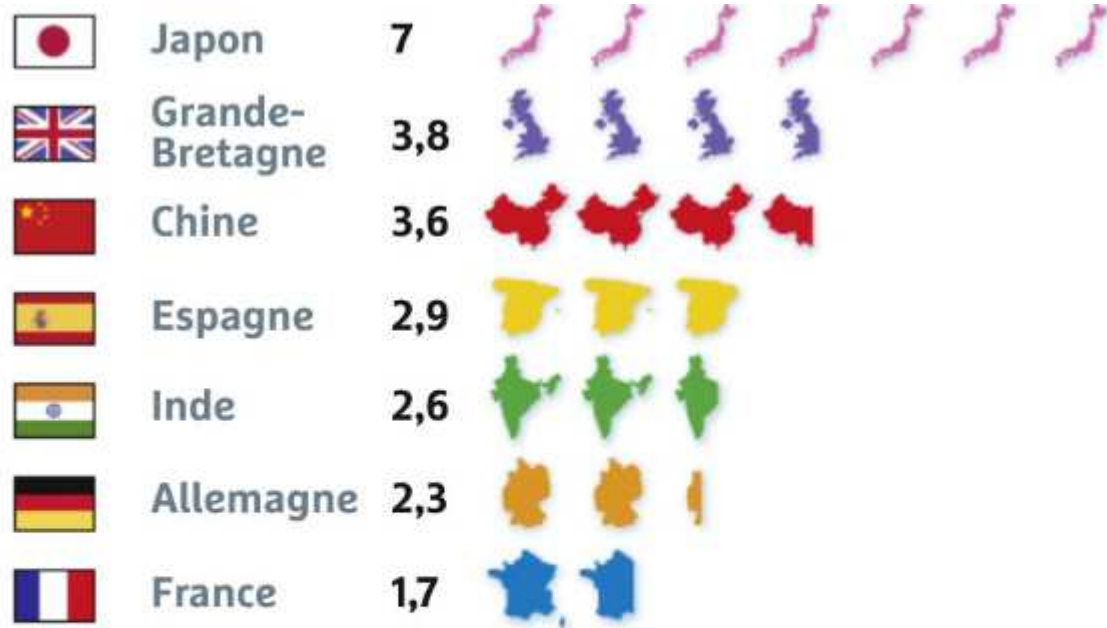 Japon 7
Grande-
Bretagne 3,8
Chine 3,6
Espagne 2,9
Inde 2,6
Allemagne 2,3
France 1,7